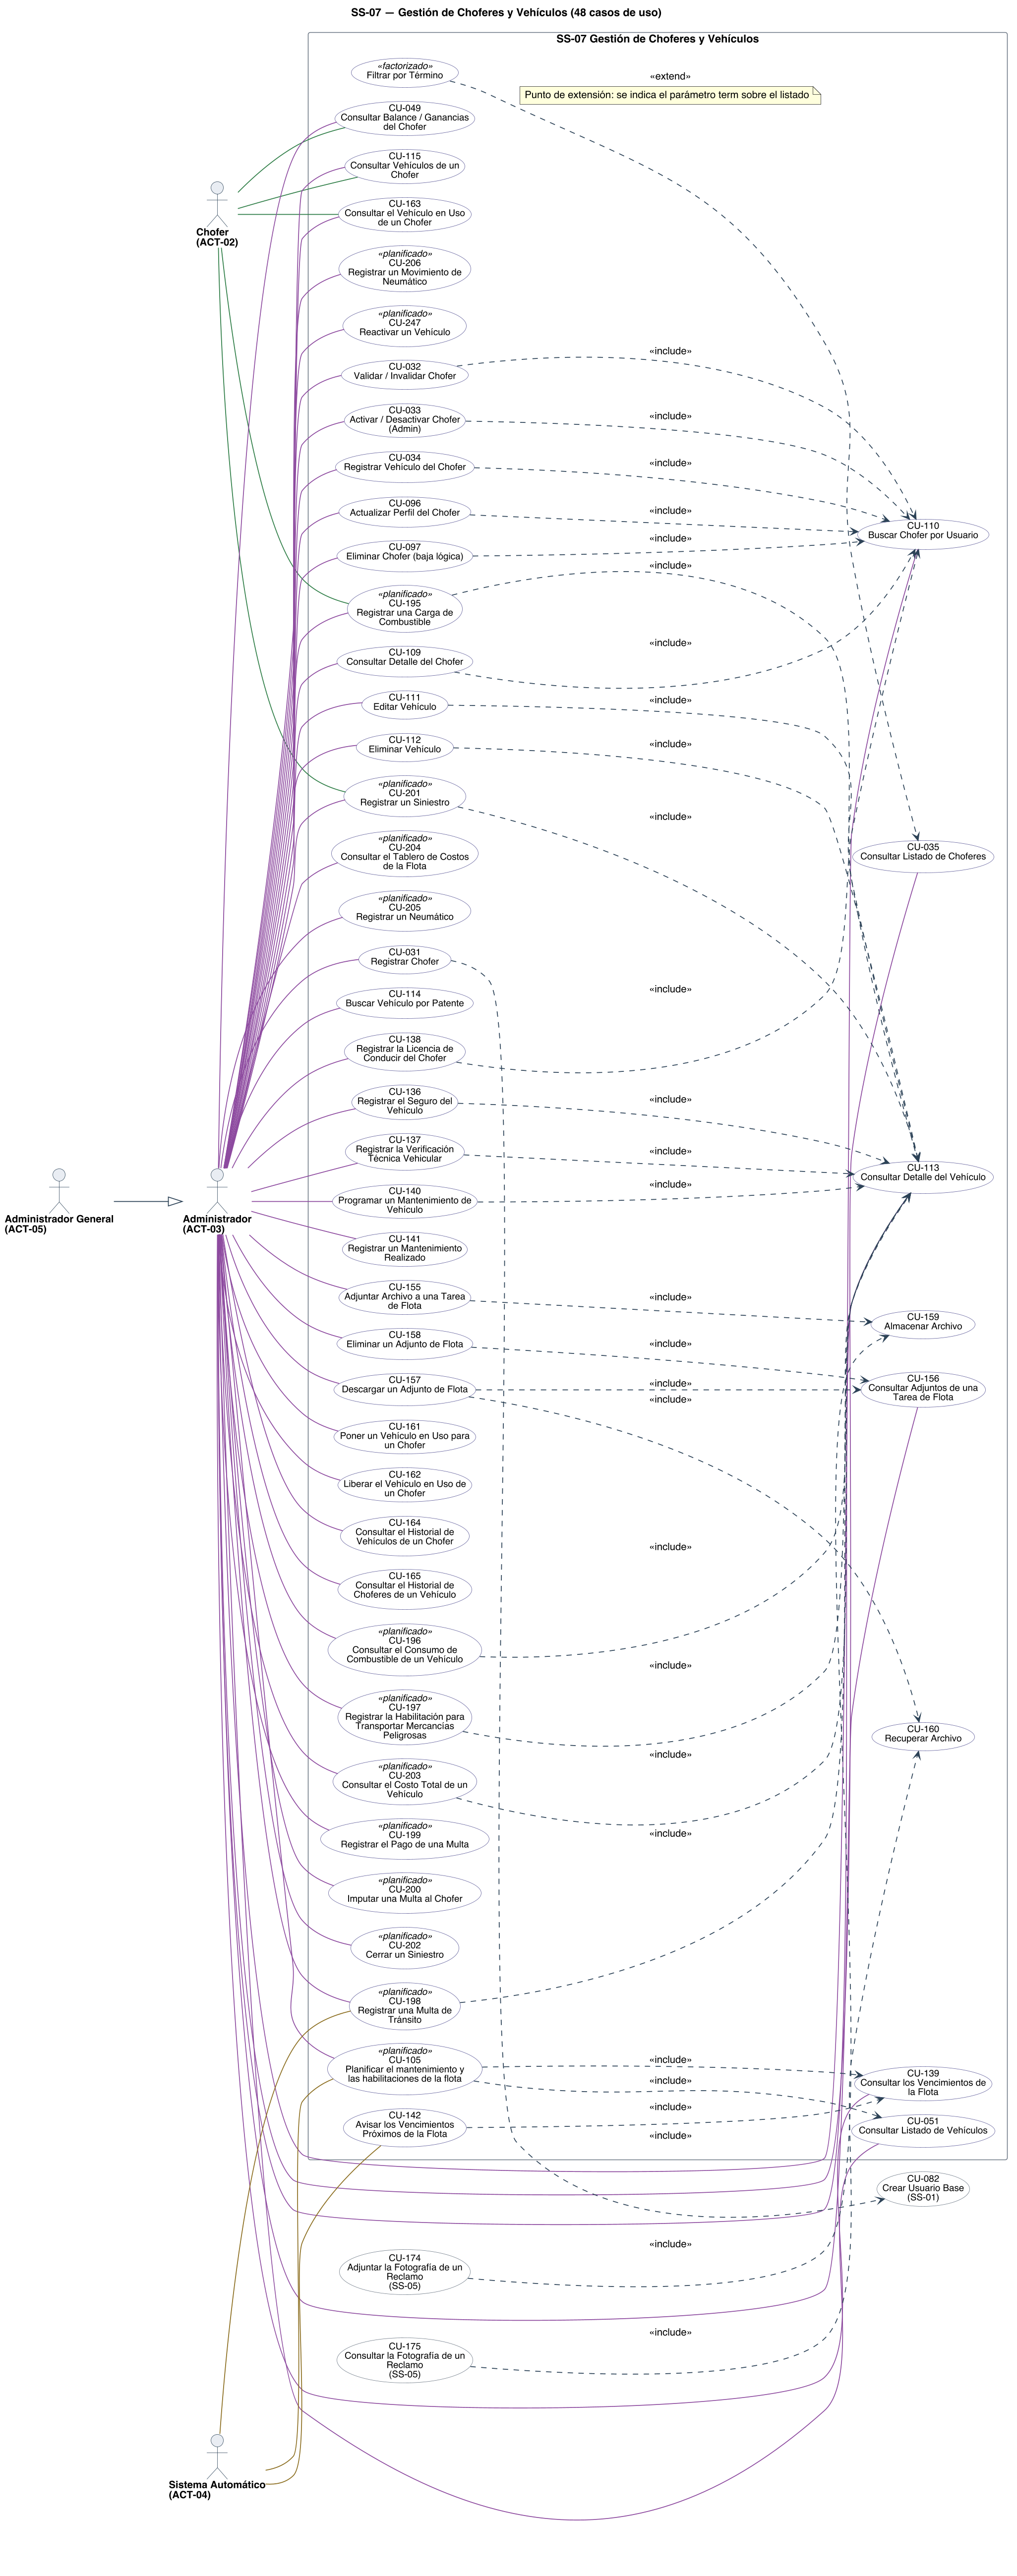 SS-07 — Gestión de Choferes y Vehículos (48 casos de uso)
SS-07 Gestión de Choferes y Vehículos
«factorizado»
Filtrar por Término
«extend»
Punto de extensión: se indica el parámetro term sobre el listado
CU-049
Consultar Balance / Ganancias
del Chofer
CU-115
Consultar Vehículos de un
Chofer
CU-163
Consultar el Vehículo en Uso
de un Chofer
Chofer
(ACT-02)
«planificado»
CU-206
Registrar un Movimiento de
Neumático
«planificado»
CU-247
Reactivar un Vehículo
«include»
CU-032
Validar / Invalidar Chofer
CU-033
Activar / Desactivar Chofer
(Admin)
«include»
CU-034
Registrar Vehículo del Chofer
«include»
CU-096
Actualizar Perfil del Chofer
«include»
CU-110
Buscar Chofer por Usuario
«include»
CU-097
Eliminar Chofer (baja lógica)
«include»
«planificado»
CU-195
Registrar una Carga de
Combustible
«include»
CU-109
Consultar Detalle del Chofer
CU-111
Editar Vehículo
«include»
CU-112
Eliminar Vehículo
«include»
«planificado»
CU-201
Registrar un Siniestro
«include»
«planificado»
CU-204
Consultar el Tablero de Costos
de la Flota
CU-035
Consultar Listado de Choferes
«planificado»
CU-205
Registrar un Neumático
CU-031
Registrar Chofer
«include»
CU-114
Buscar Vehículo por Patente
CU-138
Registrar la Licencia de
Conducir del Chofer
CU-136
Registrar el Seguro del
Vehículo
«include»
CU-137
Registrar la Verificación
Técnica Vehicular
«include»
CU-113
Consultar Detalle del Vehículo
«include»
CU-140
Programar un Mantenimiento de
Vehículo
Administrador General
(ACT-05)
Administrador
(ACT-03)
CU-141
Registrar un Mantenimiento
Realizado
CU-155
Adjuntar Archivo a una Tarea
de Flota
«include»
CU-159
Almacenar Archivo
CU-158
Eliminar un Adjunto de Flota
«include»
CU-157
Descargar un Adjunto de Flota
«include»
«include»
CU-156
Consultar Adjuntos de una
Tarea de Flota
CU-161
Poner un Vehículo en Uso para
un Chofer
CU-162
Liberar el Vehículo en Uso de
un Chofer
CU-164
Consultar el Historial de
Vehículos de un Chofer
«include»
CU-165
Consultar el Historial de
Choferes de un Vehículo
«planificado»
CU-196
Consultar el Consumo de
Combustible de un Vehículo
«include»
«planificado»
CU-197
Registrar la Habilitación para
Transportar Mercancías
Peligrosas
CU-160
Recuperar Archivo
«include»
«planificado»
CU-203
Consultar el Costo Total de un
Vehículo
«include»
«planificado»
CU-199
Registrar el Pago de una Multa
«planificado»
CU-200
Imputar una Multa al Chofer
«planificado»
CU-202
Cerrar un Siniestro
«planificado»
CU-198
Registrar una Multa de
Tránsito
«planificado»
CU-105
Planificar el mantenimiento y
las habilitaciones de la flota
«include»
«include»
CU-139
Consultar los Vencimientos de
la Flota
CU-142
Avisar los Vencimientos
Próximos de la Flota
«include»
«include»
CU-051
Consultar Listado de Vehículos
CU-082
Crear Usuario Base
(SS-01)
«include»
CU-174
Adjuntar la Fotografía de un
Reclamo
(SS-05)
«include»
CU-175
Consultar la Fotografía de un
Reclamo
(SS-05)
Sistema Automático
(ACT-04)